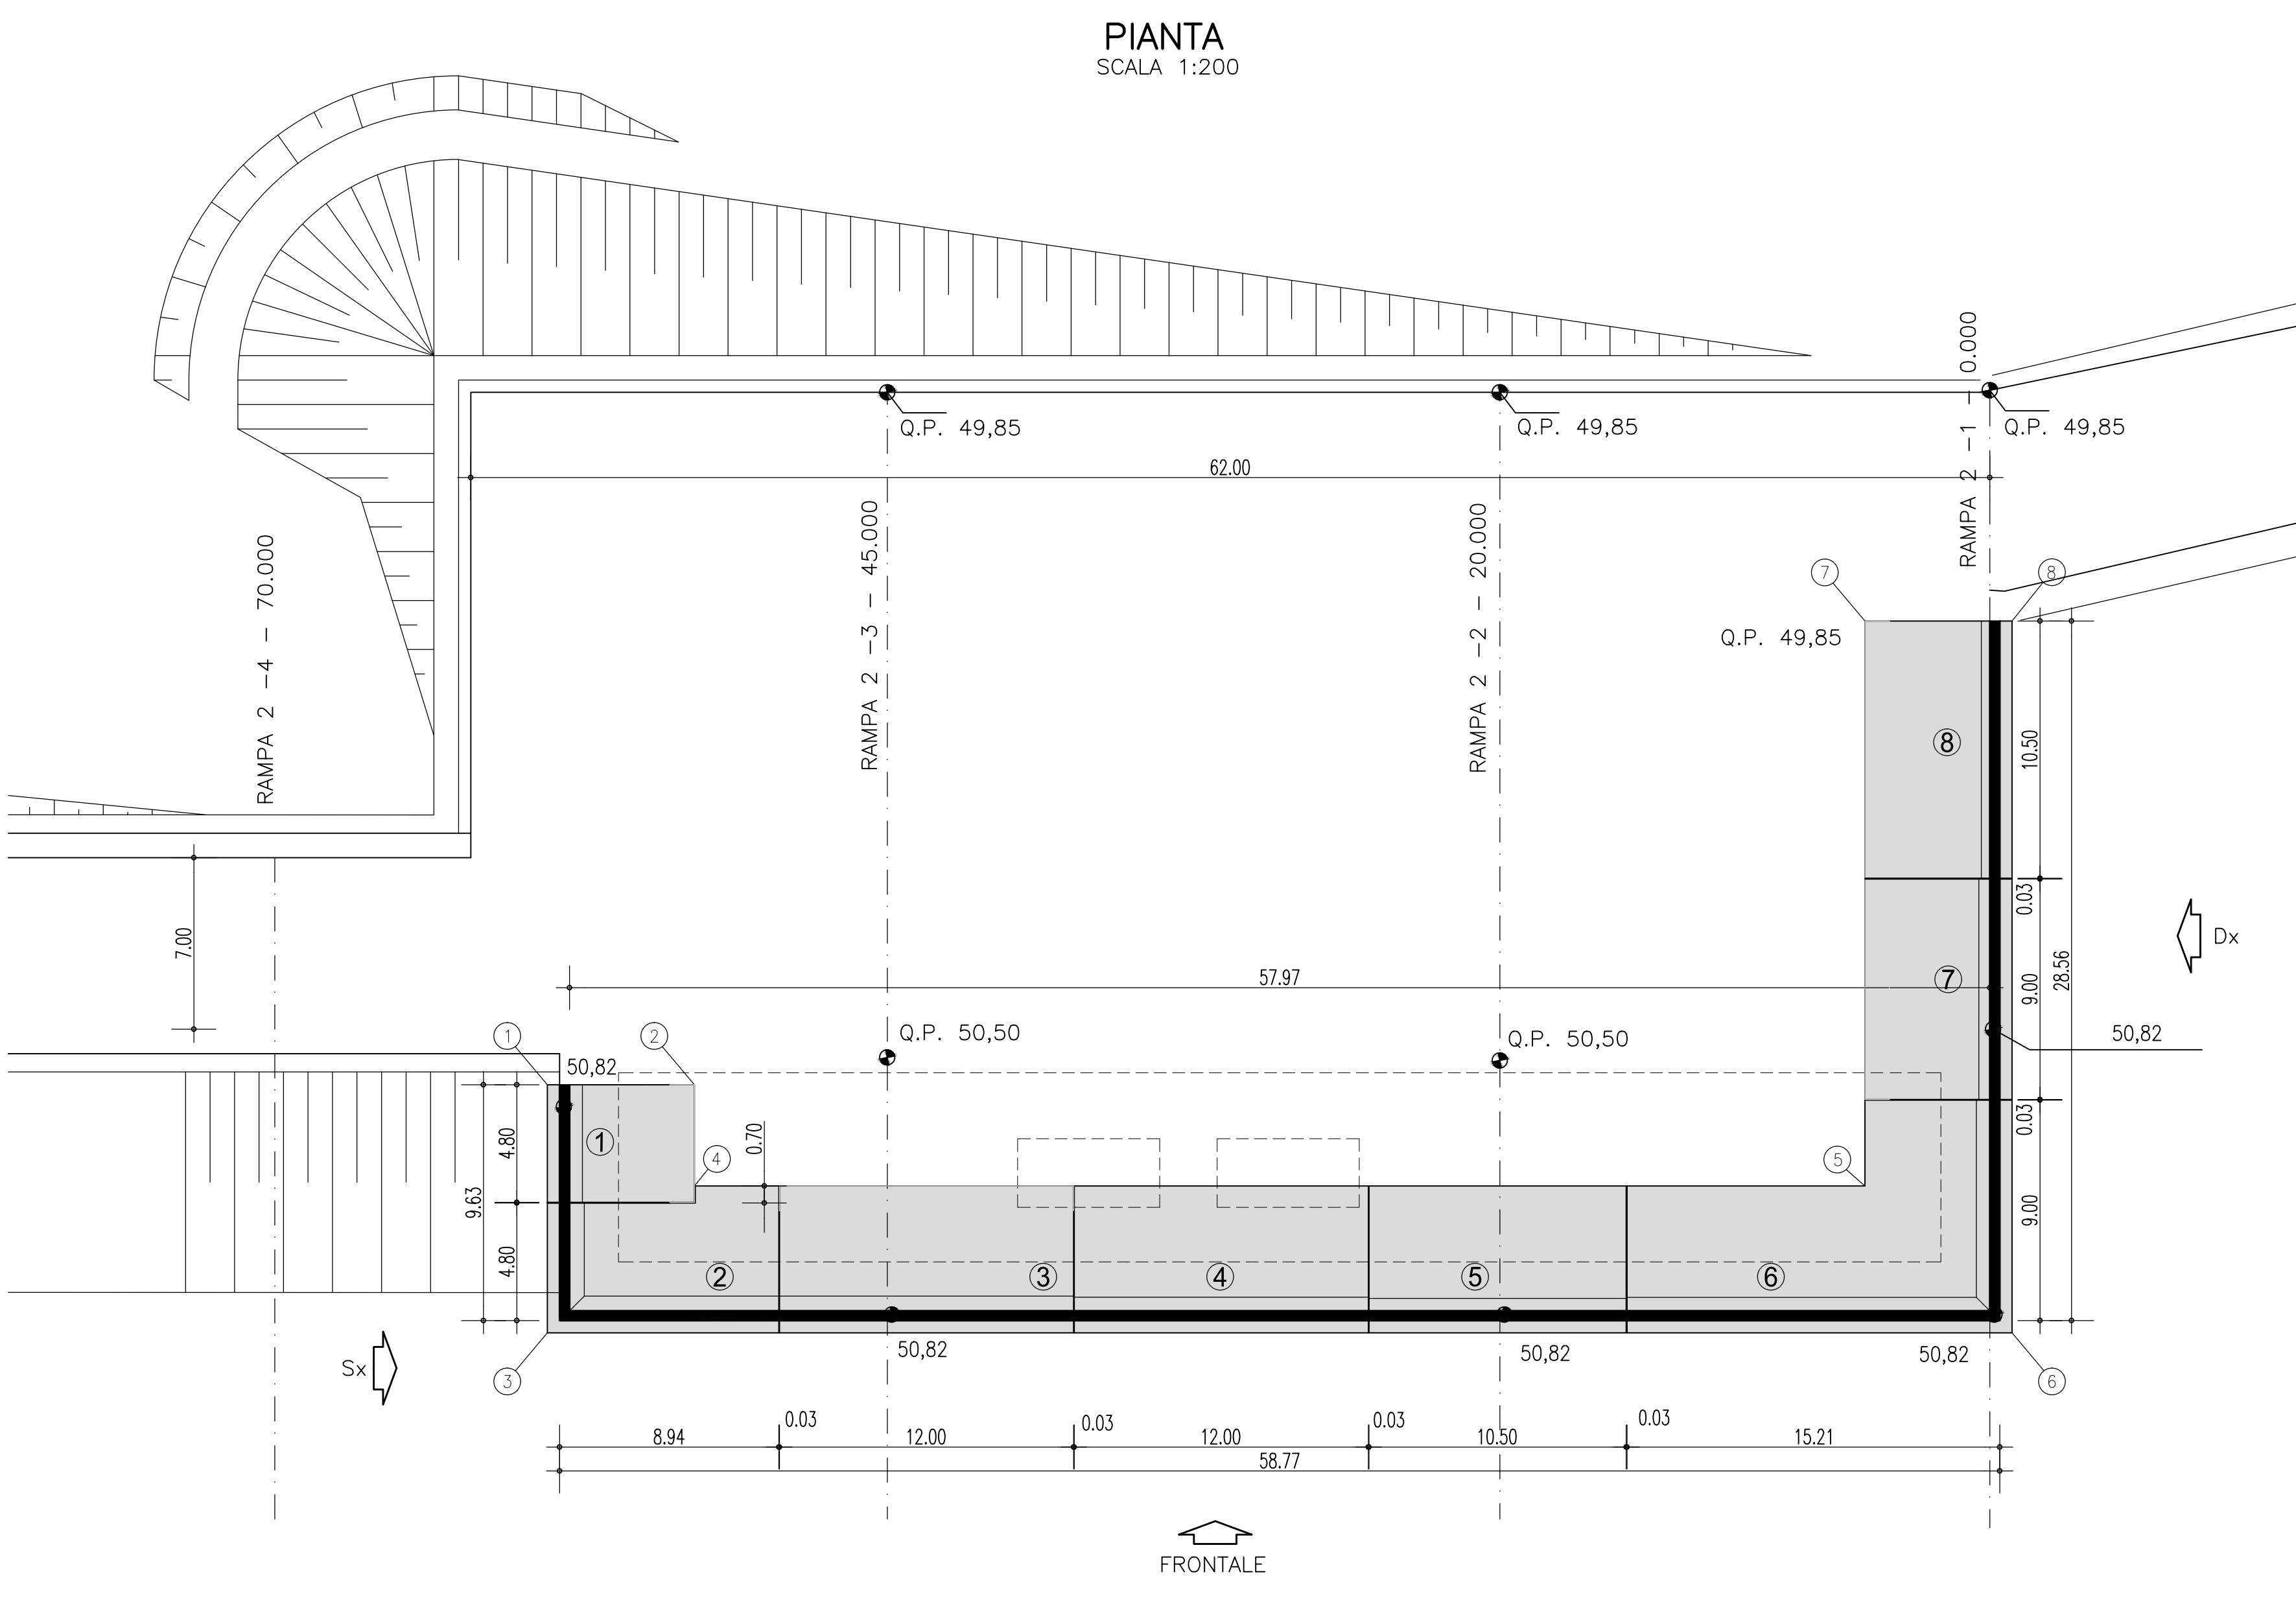 PIANTA
SCALA 1:200
RAMPA 2 -1 - 0.000
Q.P. 49,85
Q.P. 49,85
Q.P. 49,85
62.00
RAMPA 2 -4 - 70.000
RAMPA 2 -3 - 45.000
RAMPA 2 -2 - 20.000
7
8
Q.P. 49,85
8
10.50
0.03
7.00
Dx
28.56
57.97
7
9.00
1
2
Q.P. 50,50
Q.P. 50,50
50,82
50,82
0.03
4.80
1
0.70
4
5
9.63
9.00
4.80
2
3
4
5
6
50,82
50,82
50,82
Sx
3
6
0.03
0.03
0.03
0.03
8.94
12.00
12.00
10.50
15.21
58.77
FRONTALE